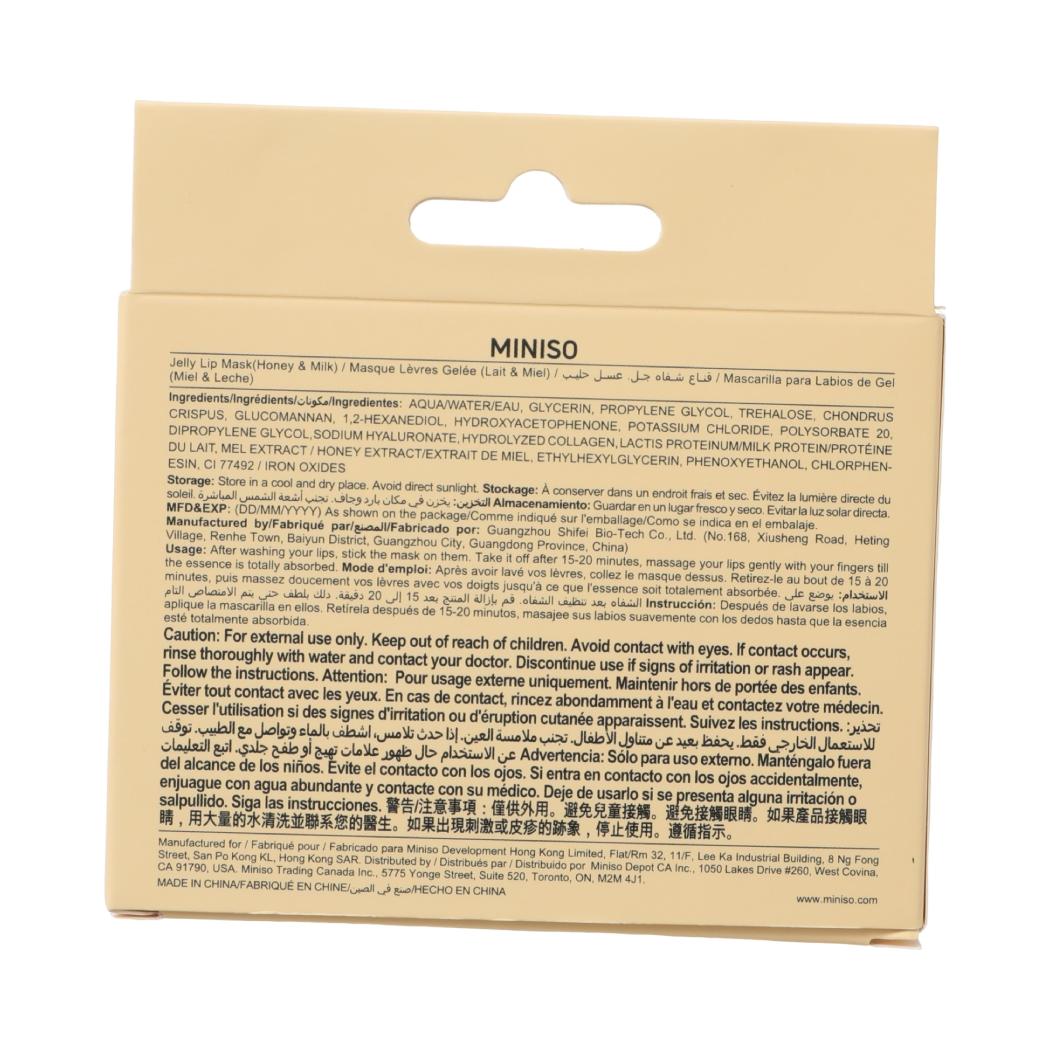 MINISO
Jelly Lip Mask(Honey & Milk) / Masque Lèvres Gelée (Lait & Miel) / قناع شفاه جل. عسل حليب / Mascarilla para Labios de Gel
(Miel & Leche)
Ingredients/Ingrédients/مكونات/Ingredientes: AQUA/WATER/EAU, GLYCERIN, PROPYLENE GLYCOL, TREHALOSE, CHONDRUS
CRISPUS, GLUCOMANNAN, 1,2-HEXANEDIOL, HYDROXYACETOPHENONE, POTASSIUM CHLORIDE, POLYSORBATE 20,
DIPROPYLENE GLYCOL,SODIUM HYALURONATE, HYDROLYZED COLLAGEN, LACTIS PROTEINUM/MILK PROTEIN/PROTÉINE
DU LAIT, MEL EXTRACT / HONEY EXTRACT/EXTRAIT DE MIEL, ETHYLHEXYLGLYCERIN, PHENOXYETHANOL, CHLORPHEN-
ESIN, CI 77492 / IRON OXIDES
Storage: Store in a cool and dry place. Avoid direct sunlight. Stockage: À conserver dans un endroit frais et sec. Évitez la lumière directe du
soleil. التخزين: يخزن في مكان بارد وجاف. تجنب أشعة الشمس المباشرة Almacenamiento: Guardar en un lugar fresco y seco. Evitar la luz solar directa.
MFD&EXP: (DD/MM/YYYY) As shown on the package/Comme indiqué sur l'emballage/Como se indica en el embalaje.
Manufactured by/Fabriqué par/المصنع/Fabricado por: Guangzhou Shifei Bio-Tech Co., Ltd. (No.168, Xiusheng Road, Heting
Village, Renhe Town, Baiyun District, Guangzhou City, Guangdong Province, China)
Usage: After washing your lips, stick the mask on them. Take it off after 15-20 minutes, massage your lips gently with your fingers till
the essence is totally absorbed. Mode d'emploi: Après avoir lavé vos lèvres, collez le masque dessus. Retirez-le au bout de 15 à 20
minutes, puis massez doucement vos lèvres avec vos doigts jusqu'à ce que l'essence soit totalement absorbée. الاستخدام: يوضع على
الشفاه بعد تنظيف الشفاه. قم بإزالة المنتج بعد 15 إلى 20 دقيقة. دلك بلطف حتي يتم الامتصاص التام Instrucción: Después de lavarse los labios,
aplique la mascarilla en ellos. Retírela después de 15-20 minutos, masajee sus labios suavemente con los dedos hasta que la esencia
esté totalmente absorbida.
Caution: For external use only. Keep out of reach of children. Avoid contact with eyes. If contact occurs,
rinse thoroughly with water and contact your doctor. Discontinue use if signs of irritation or rash appear.
Follow the instructions. Attention: Pour usage externe uniquement. Maintenir hors de portée des enfants.
Éviter tout contact avec les yeux. En cas de contact, rincez abondamment à l'eau et contactez votre médecin.
Cesser l'utilisation si des signes d'irritation ou d'éruption cutanée apparaissent. Suivez les instructions. تحذير:
للاستعمال الخارجي فقط. يحفظ بعيد عن متناول الأطفال. تجنب ملامسة العين. إذا حدث تلامس، اشطف بالماء وتواصل مع الطبيب. توقف
عن الاستخدام حال ظهور علامات تهيج أو طفح جلدي. اتبع التعليمات Advertencia: Sólo para uso externo. Manténgalo fuera
del alcance de los niños. Evite el contacto con los ojos. Si entra en contacto con los ojos accidentalmente,
enjuague con agua abundante y contacte con su médico. Deje de usarlo si se presenta alguna irritación o
salpullido. Siga las instrucciones. 警告/注意事項：僅供外用。避免兒童接觸。避免接觸眼睛。如果產品接觸眼
睛，用大量的水清洗並聯系您的醫生。如果出現刺激或皮疹的跡象，停止使用。遵循指示。
Manufactured for / Fabriqué pour / Fabricado para Miniso Development Hong Kong Limited, Flat/Rm 32, 11/F, Lee Ka Industrial Building, 8 Ng Fong
Street, San Po Kong KL, Hong Kong SAR. Distributed by / Distribués par / Distribuido por Miniso Depot CA Inc., 1050 Lakes Drive #260, West Covina,
CA 91790, USA. Miniso Trading Canada Inc., 5775 Yonge Street, Suite 520, Toronto, ON, M2M 4J1.
MADE IN CHINA/FABRIQUÉ EN CHINE/صنع في الصين/HECHO EN CHINA
www.miniso.com